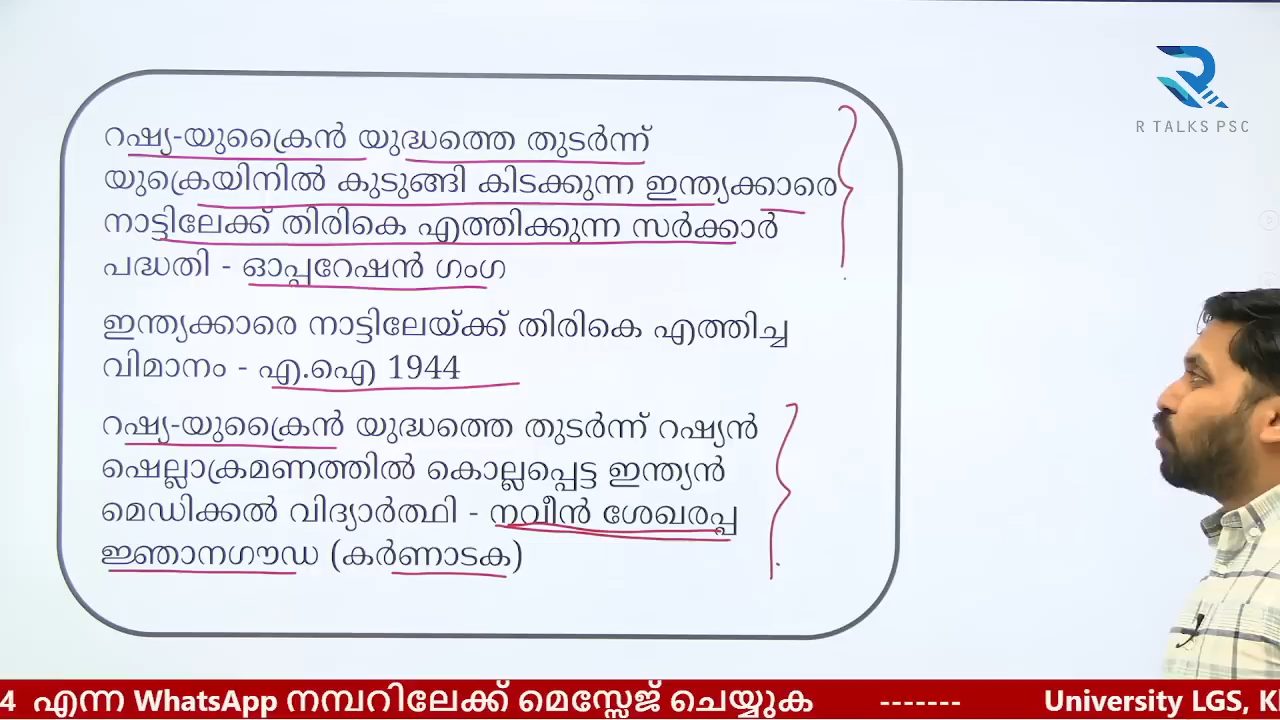 R TALKS PSC
റഷ്യ-യുക്രൈൻ യുദ്ധത്തെ തുടർന്ന്
യുക്രെയിനിൽ കുടുങ്ങി കിടക്കുന്ന ഇന്ത്യക്കാരെ
നാട്ടിലേക്ക് തിരികെ എത്തിക്കുന്ന സർക്കാർ
പദ്ധതി - ഓപ്പറേഷൻ ഗംഗ
ഇന്ത്യക്കാരെ നാട്ടിലേയ്ക്ക് തിരികെ എത്തിച്ച
വിമാനം - എ.ഐ 1944
റഷ്യ-യുക്രൈൻ യുദ്ധത്തെ തുടർന്ന് റഷ്യൻ
ഷെല്ലാക്രമണത്തിൽ കൊല്ലപ്പെട്ട ഇന്ത്യൻ
മെഡിക്കൽ വിദ്യാർത്ഥി - നവീൻ ശേഖരപ്പ
ജ്ഞാനഗൗഡ (കർണാടക)
4 എന്ന WhatsApp നമ്പറിലേക്ക് മെസ്സേജ് ചെയ്യുക ------- University LGS,